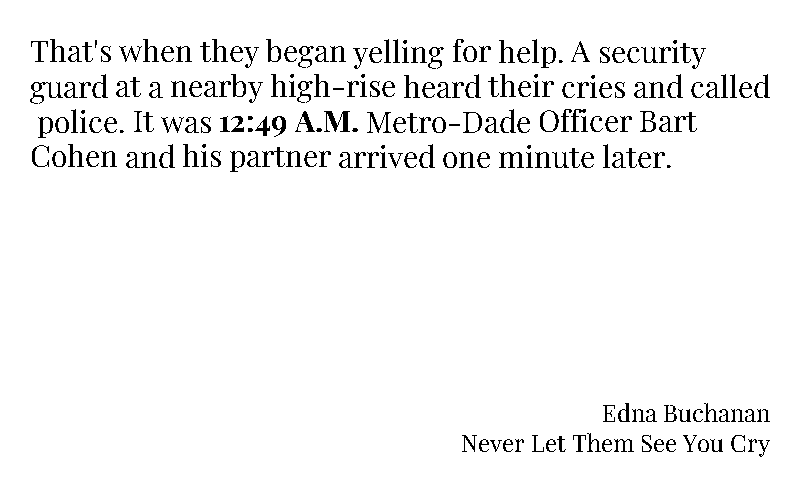 That's when they began yelling for help. A security
guard at a nearby high-rise heard their cries and called
police. It was 12:49 A.M. Metro-Dade Officer Bart
Cohen and his partner arrived one minute later.
Edna Buchanan
Never Let Them See You Cry